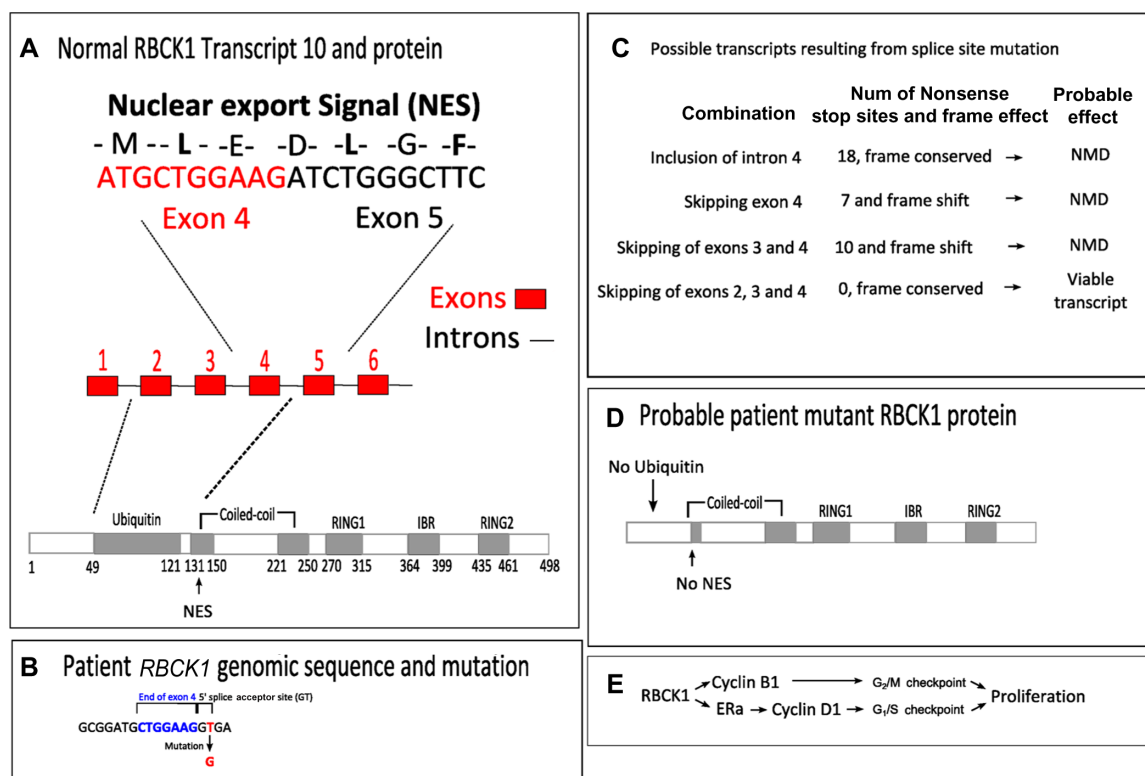 A Normal RBCK1 Transcript 10 and protein
Nuclear export Signal (NES)
- M -- L- -E- -D- -L- -G- -F-
ATGCTGGAAGATCTGGGCTTC
Exon 4 Exon 5
Exons
Introns
1 2 3 4 5 6
Ubiquitin Coiled-coil RING1 IBR RING2
1 49 121 131 150 221 250 270 315 364 399 435 461 498
NES
B Patient RBCK1 genomic sequence and mutation
End of exon 4 5' splice acceptor site (GT)
GCGGATGCTGGAAGGTGA
Mutation
G
C Possible transcripts resulting from splice site mutation
Combination Num of Nonsense stop sites and frame effect Probable effect
Inclusion of intron 4 18, frame conserved → NMD
Skipping exon 4 7 and frame shift → NMD
Skipping of exons 3 and 4 10 and frame shift → NMD
Skipping of exons 2, 3 and 4 0, frame conserved → Viable transcript
D Probable patient mutant RBCK1 protein
No Ubiquitin
Coiled-coil RING1 IBR RING2
No NES
E
RBCK1 → Cyclin B1 → G2/M checkpoint → Proliferation
ERa → Cyclin D1 → G1/S checkpoint